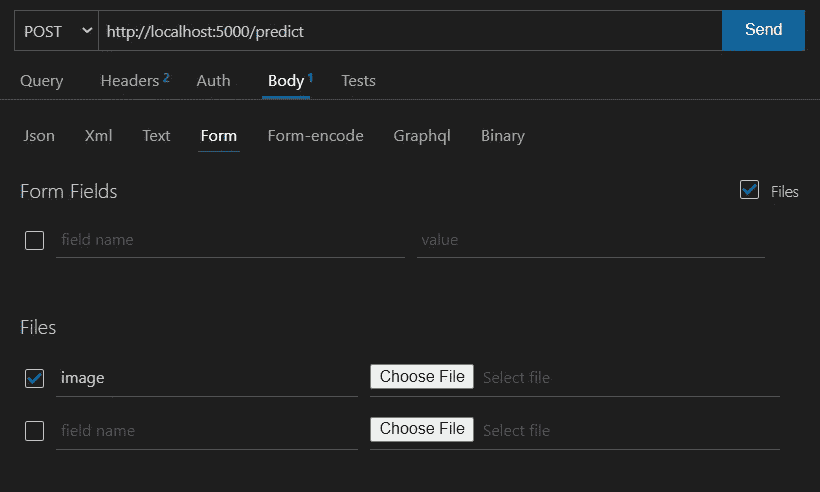 POST http://localhost:5000/predict Send
Query Headers 2 Auth Body 1 Tests
Json Xml Text Form Form-encode Graphql Binary
Form Fields Files
field name value
Files
image Choose File Select file
field name Choose File Select file